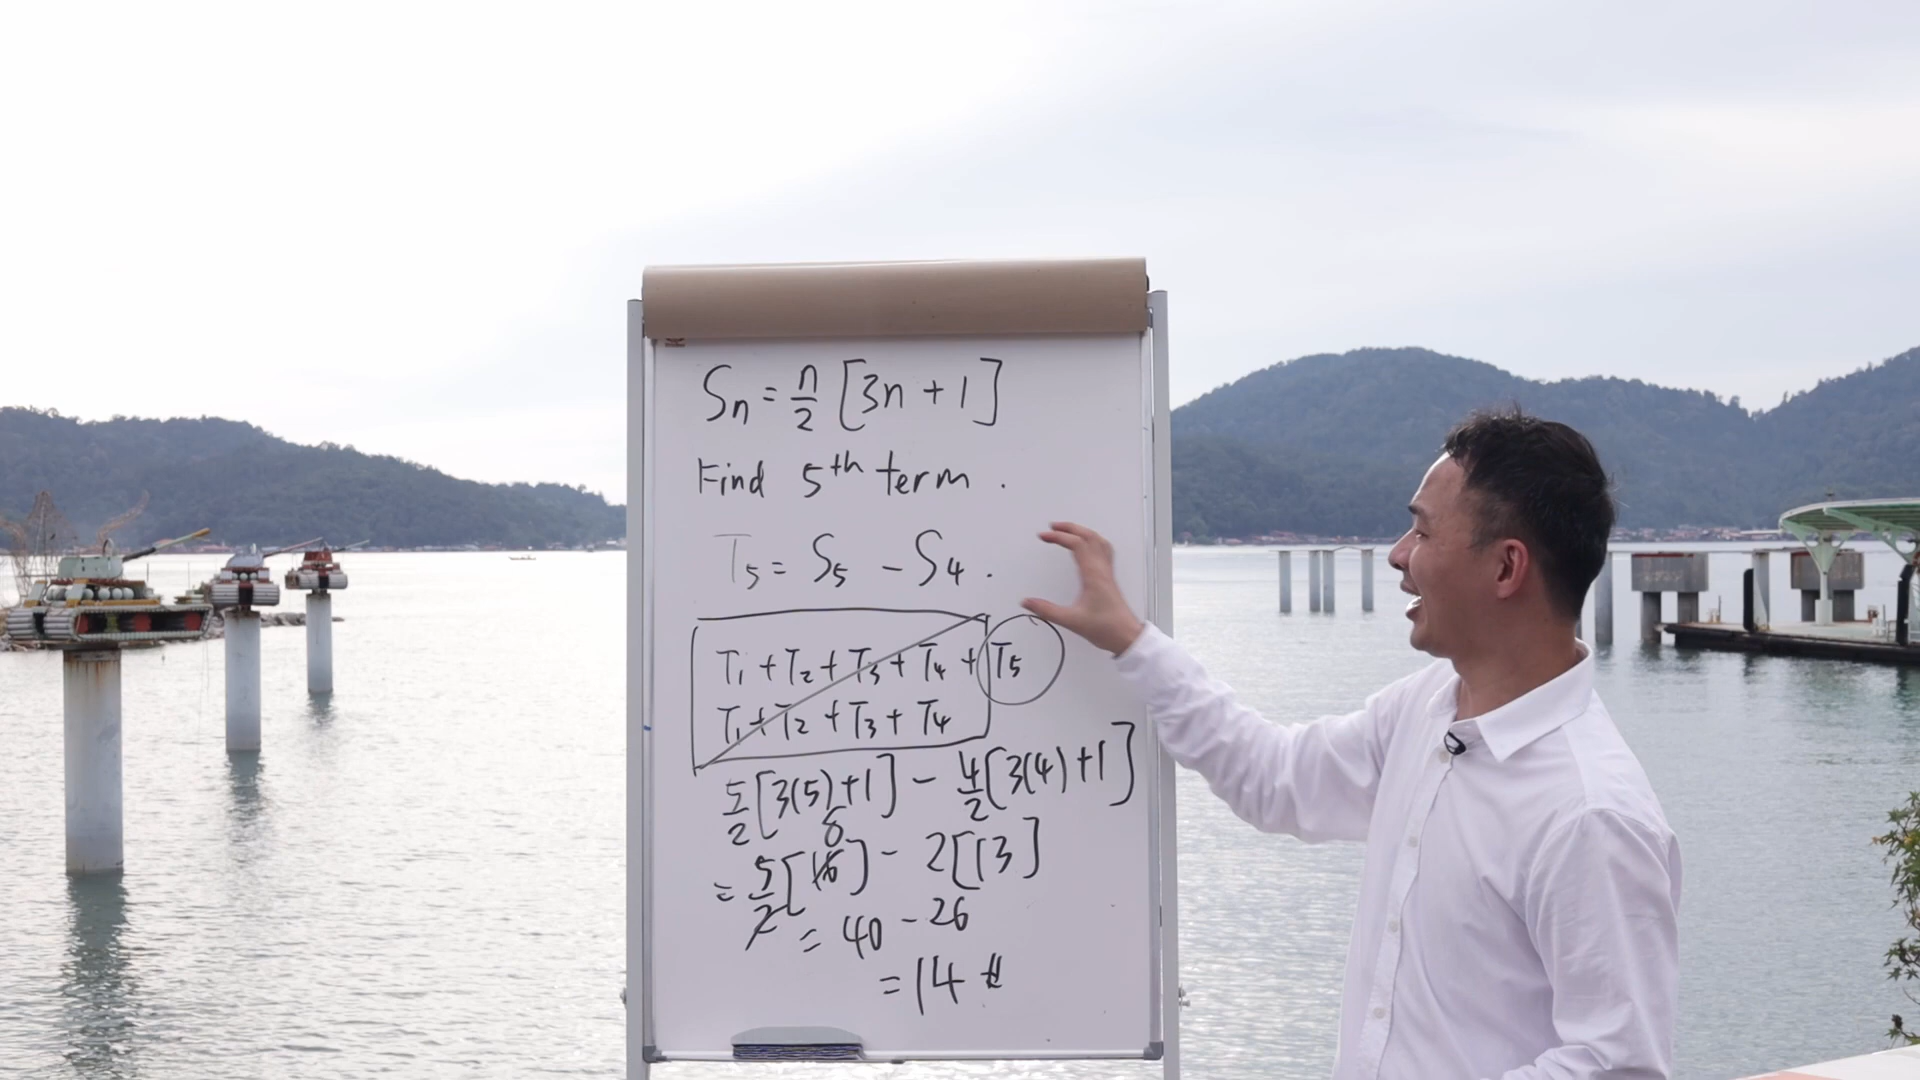 Sn = n/2 [3n + 1]
Find 5th term .
T5 = S5 - S4 .
T1 + T2 + T3 + T4 + T5
T1 + T2 + T3 + T4
5/2 [3(5)+1] - 4/2 [3(4)+1]
8
= 5/2 [16] - 2[13]
= 40 - 26
= 14 #